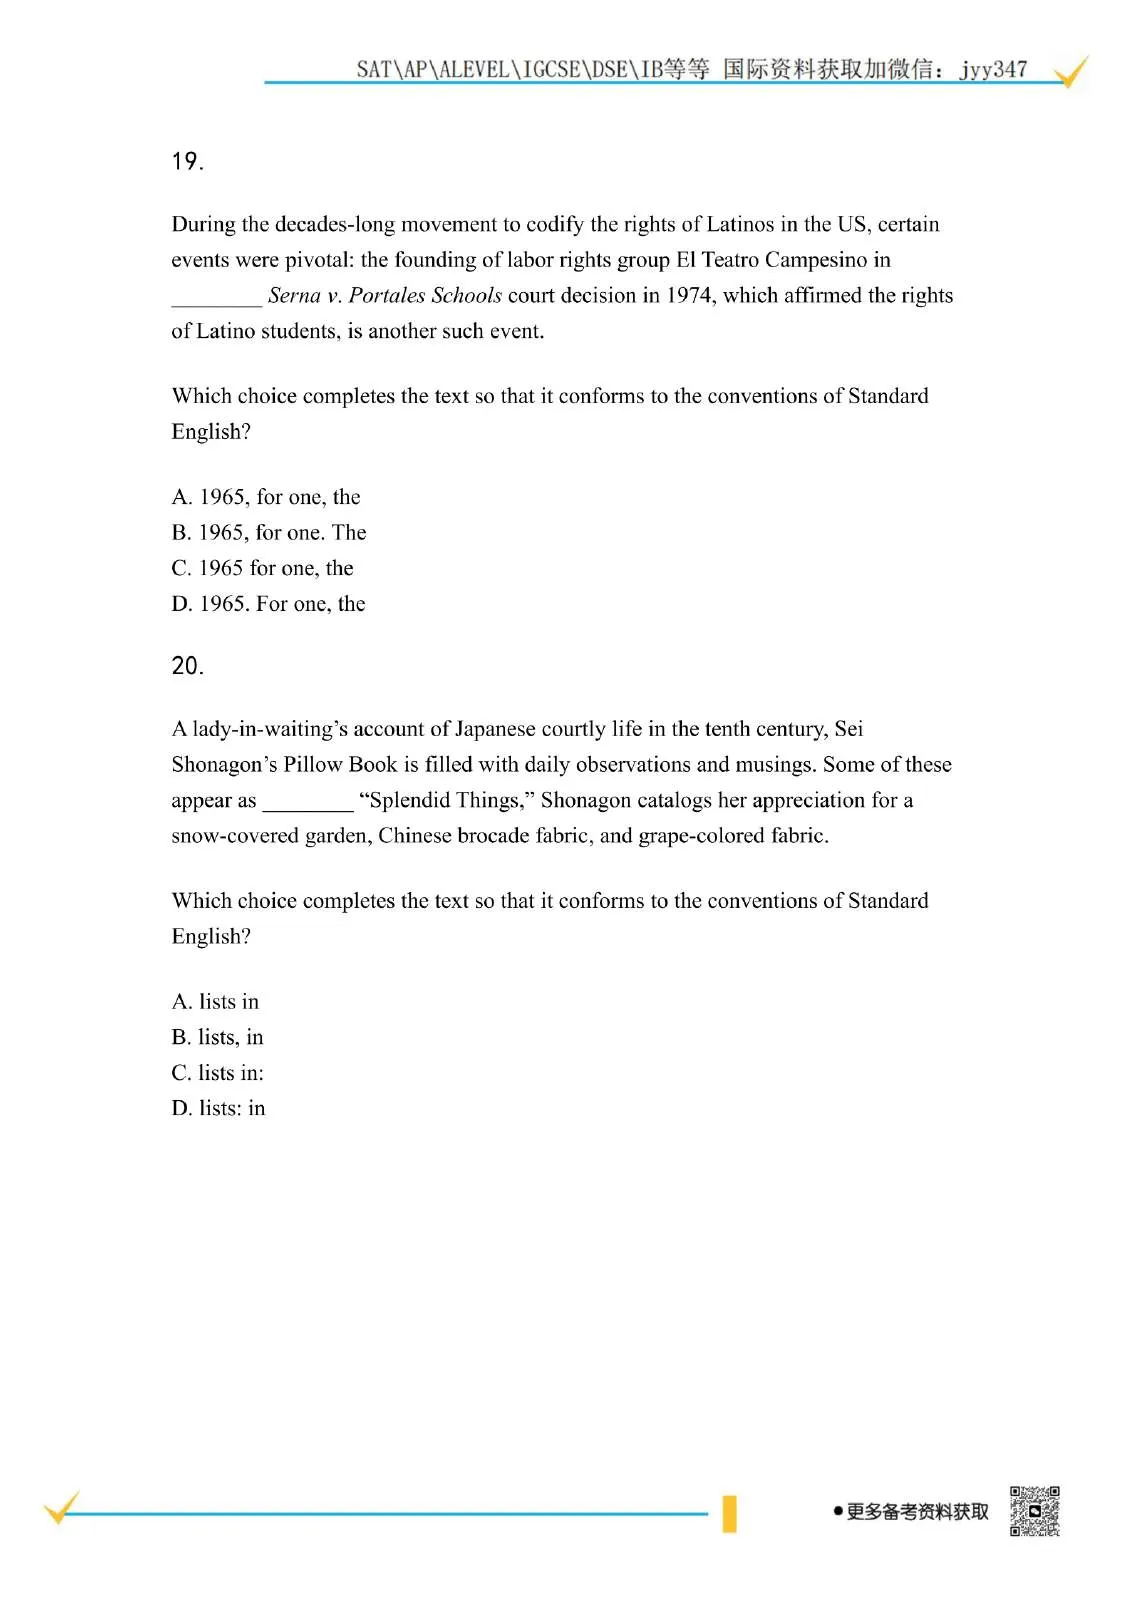 SAT\AP\ALEVEL\IGCSE\DSE\IB等等 国际资料获取加微信：jyy347
19.
During the decades-long movement to codify the rights of Latinos in the US, certain
events were pivotal: the founding of labor rights group El Teatro Campesino in
________ Serna v. Portales Schools court decision in 1974, which affirmed the rights
of Latino students, is another such event.
Which choice completes the text so that it conforms to the conventions of Standard
English?
A. 1965, for one, the
B. 1965, for one. The
C. 1965 for one, the
D. 1965. For one, the
20.
A lady-in-waiting’s account of Japanese courtly life in the tenth century, Sei
Shonagon’s Pillow Book is filled with daily observations and musings. Some of these
appear as ________ “Splendid Things,” Shonagon catalogs her appreciation for a
snow-covered garden, Chinese brocade fabric, and grape-colored fabric.
Which choice completes the text so that it conforms to the conventions of Standard
English?
A. lists in
B. lists, in
C. lists in:
D. lists: in
●更多备考资料获取